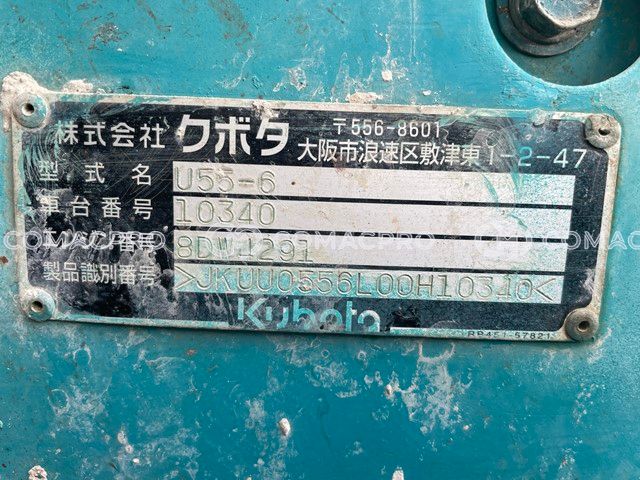 株式会社 クボタ 〒556-8601
大阪市浪速区敷津東1-2-47
型式名 U55-6
車台番号 10340
エンジン番号 8DW4291
製品識別番号 >JKUU0556L00H10340<
Kubota
RP451-57821
COMACPRO